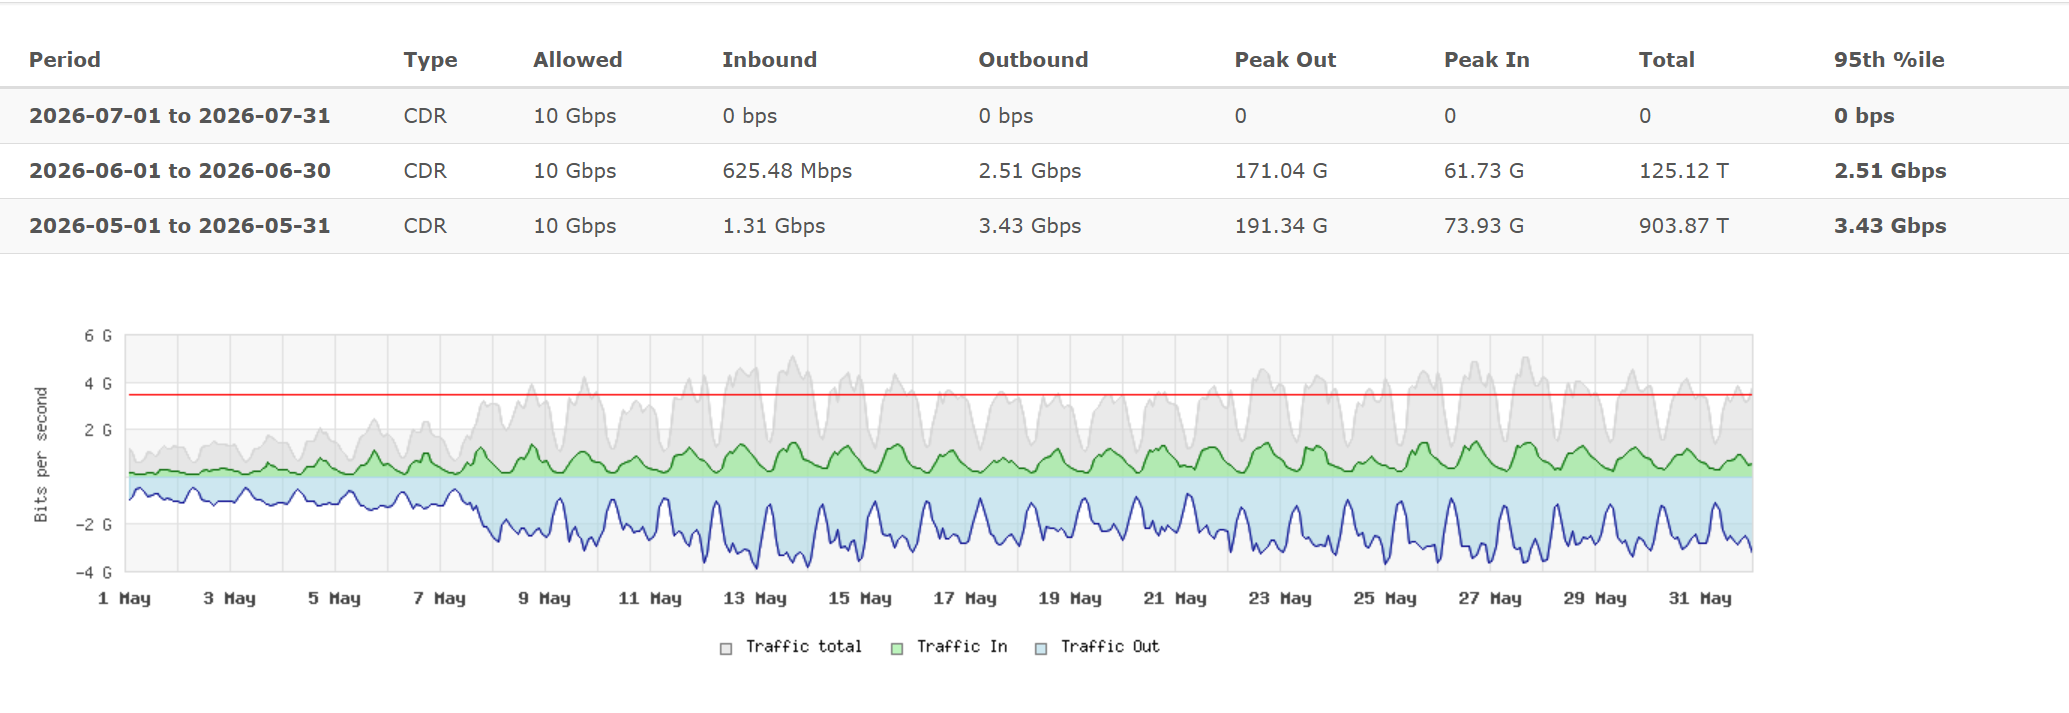 Period Type Allowed Inbound Outbound Peak Out Peak In Total 95th %ile
2026-07-01 to 2026-07-31 CDR 10 Gbps 0 bps 0 bps 0 0 0 0 bps
2026-06-01 to 2026-06-30 CDR 10 Gbps 625.48 Mbps 2.51 Gbps 171.04 G 61.73 G 125.12 T 2.51 Gbps
2026-05-01 to 2026-05-31 CDR 10 Gbps 1.31 Gbps 3.43 Gbps 191.34 G 73.93 G 903.87 T 3.43 Gbps
Bits per second
6 G
4 G
2 G
-2 G
-4 G
1 May 3 May 5 May 7 May 9 May 11 May 13 May 15 May 17 May 19 May 21 May 23 May 25 May 27 May 29 May 31 May
Traffic total Traffic In Traffic Out